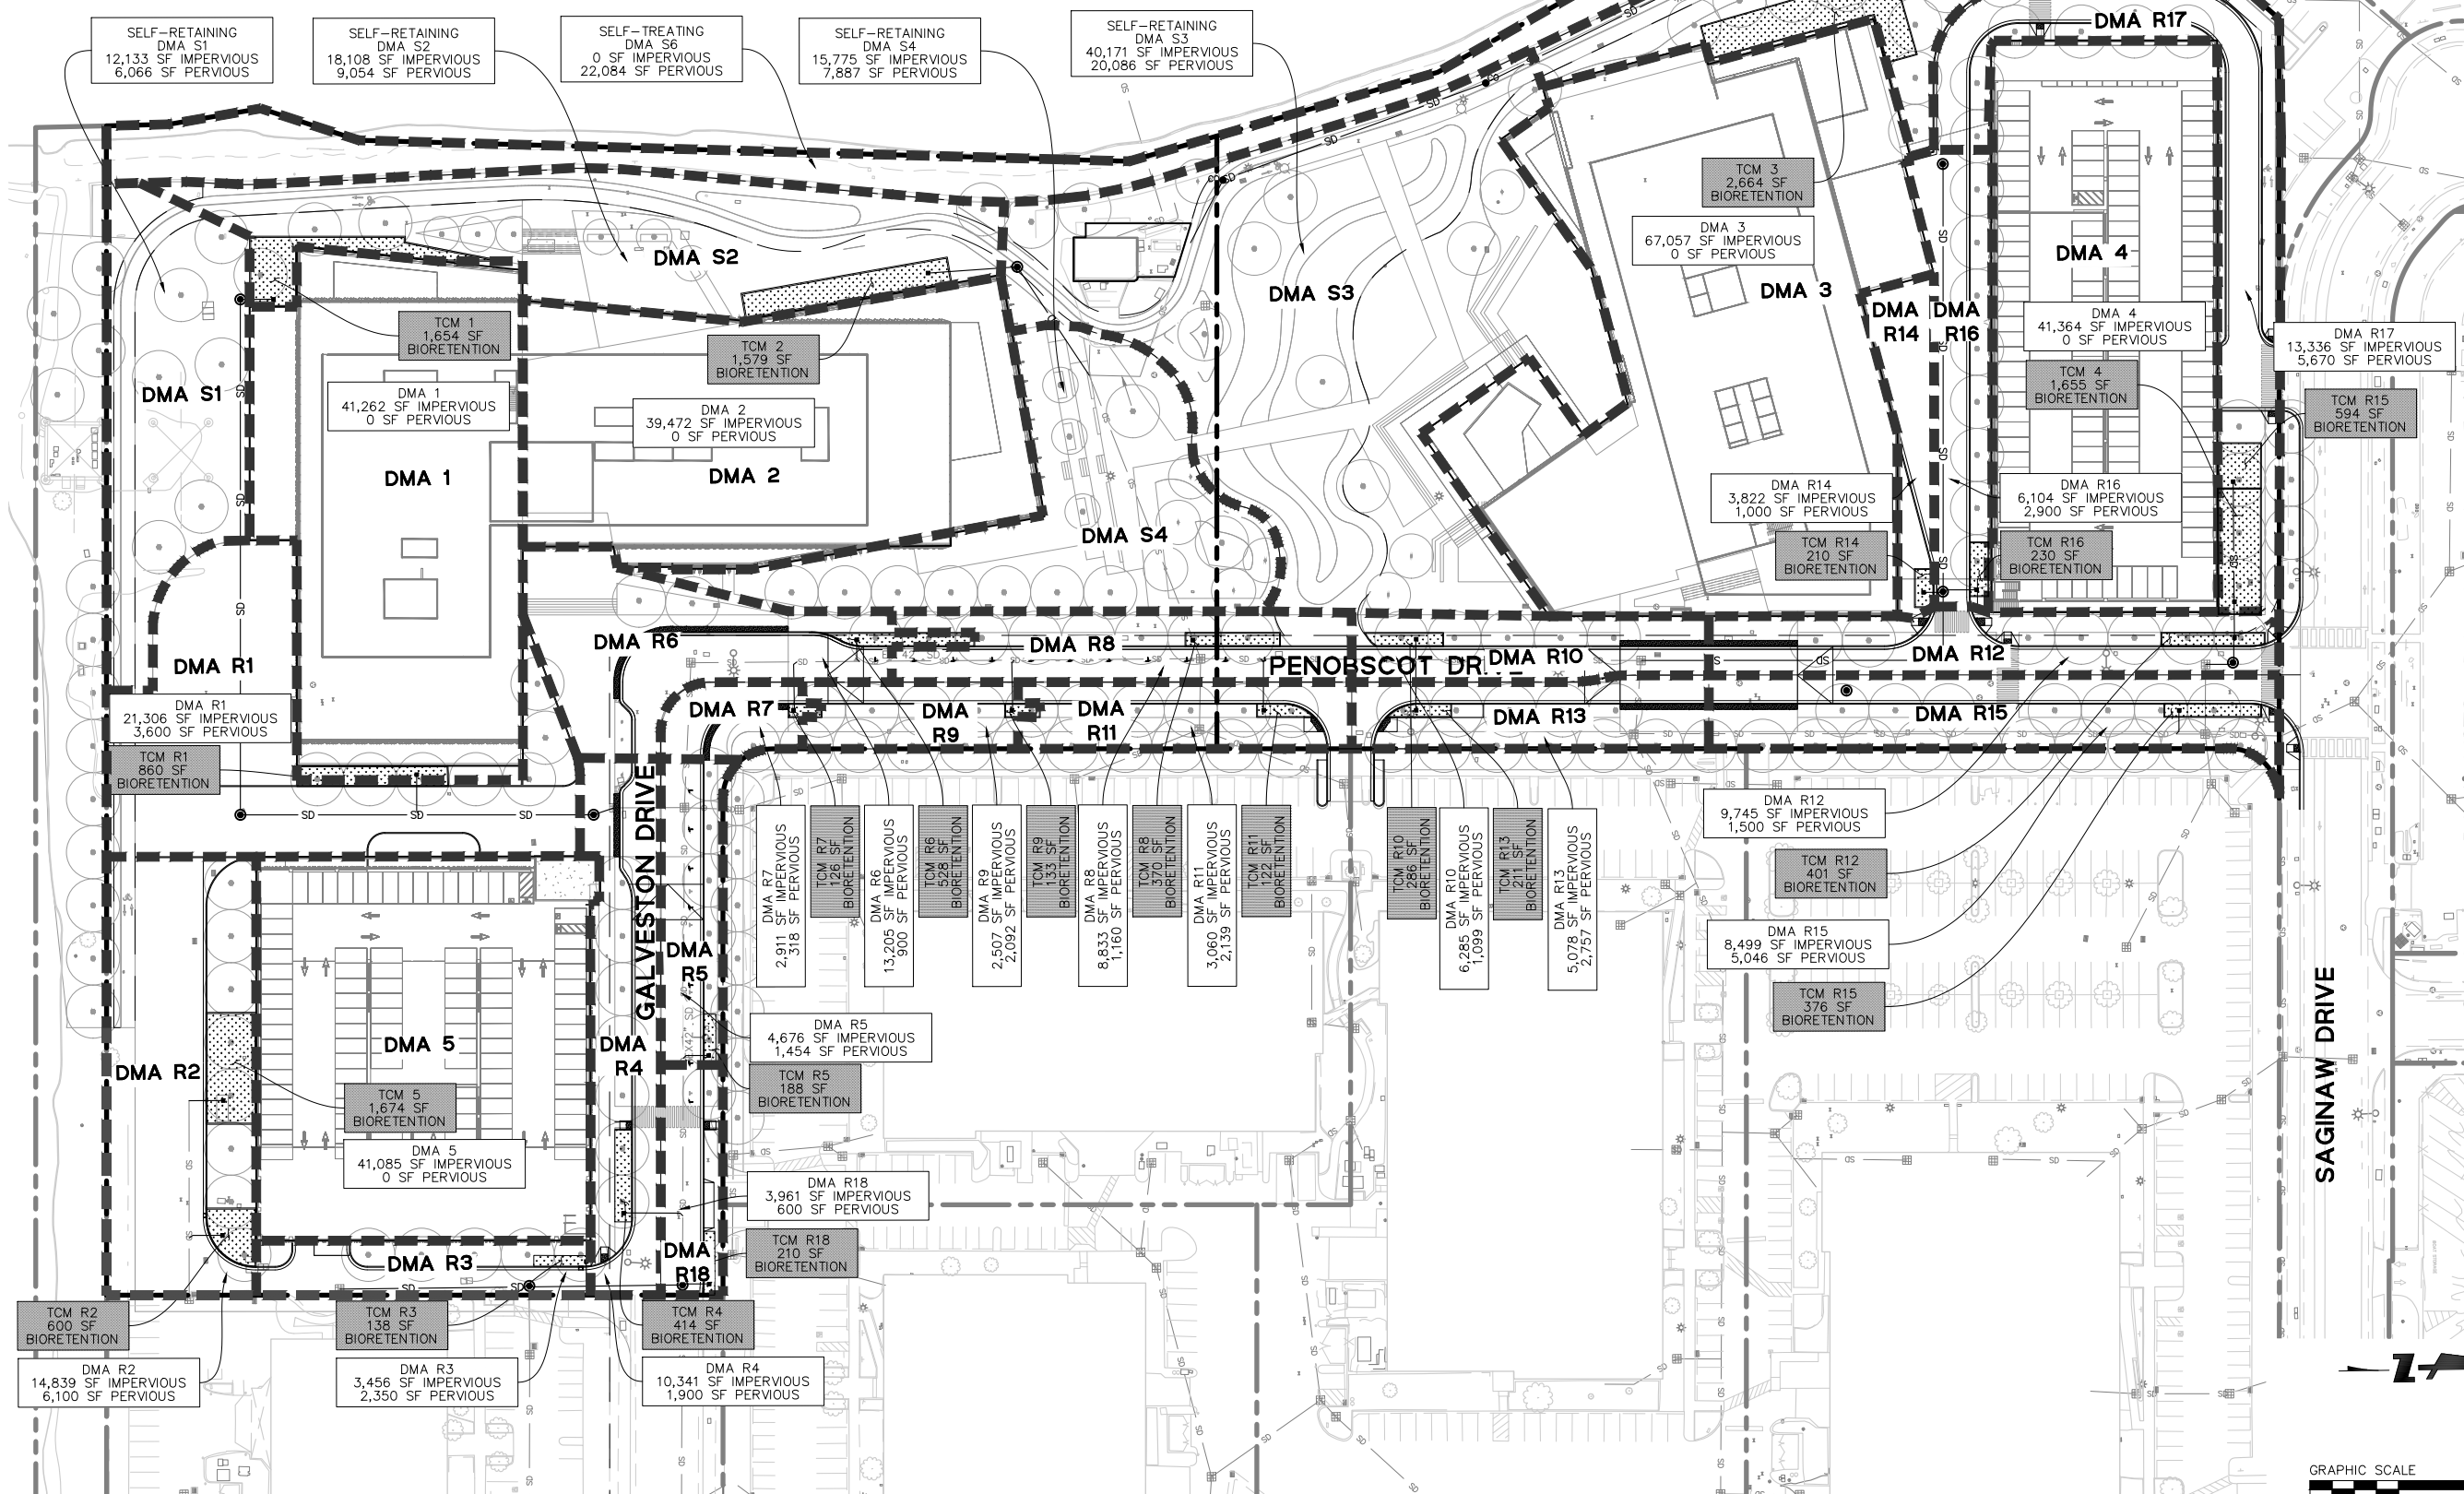 SELF-RETAINING
DMA S1
12,133 SF IMPERVIOUS
6,066 SF PERVIOUS
SELF-RETAINING
DMA S2
18,108 SF IMPERVIOUS
9,054 SF PERVIOUS
SELF-TREATING
DMA S6
0 SF IMPERVIOUS
22,084 SF PERVIOUS
SELF-RETAINING
DMA S4
15,775 SF IMPERVIOUS
7,887 SF PERVIOUS
SELF-RETAINING
DMA S3
40,171 SF IMPERVIOUS
20,086 SF PERVIOUS
DMA R17
TCM 3
2,664 SF
BIORETENTION
DMA 3
67,057 SF IMPERVIOUS
0 SF PERVIOUS
DMA 3
DMA 4
DMA S2
DMA S3
DMA
R14
DMA
R16
DMA 4
41,364 SF IMPERVIOUS
0 SF PERVIOUS
DMA R17
13,336 SF IMPERVIOUS
5,670 SF PERVIOUS
TCM 1
1,654 SF
BIORETENTION
TCM 2
1,579 SF
BIORETENTION
TCM 4
1,655 SF
BIORETENTION
TCM R15
594 SF
BIORETENTION
DMA S1
DMA 1
41,262 SF IMPERVIOUS
0 SF PERVIOUS
DMA 2
39,472 SF IMPERVIOUS
0 SF PERVIOUS
DMA 1
DMA 2
DMA R14
3,822 SF IMPERVIOUS
1,000 SF PERVIOUS
DMA R16
6,104 SF IMPERVIOUS
2,900 SF PERVIOUS
DMA S4
TCM R14
210 SF
BIORETENTION
TCM R16
230 SF
BIORETENTION
DMA R6
DMA R8
PENOBSCOT DR
DMA R10
DMA R12
DMA R1
DMA R7
DMA
R9
DMA
R11
DMA R13
DMA R15
DMA R1
21,306 SF IMPERVIOUS
3,600 SF PERVIOUS
TCM R1
860 SF
BIORETENTION
SD
SD
SD
GALVESTON DRIVE
DMA R7
2,911 SF IMPERVIOUS
318 SF PERVIOUS
TCM R7
126 SF
BIORETENTION
DMA R6
13,205 SF IMPERVIOUS
900 SF PERVIOUS
TCM R6
528 SF
BIORETENTION
DMA R9
2,507 SF IMPERVIOUS
2,092 SF PERVIOUS
TCM R9
133 SF
BIORETENTION
DMA R8
8,833 SF IMPERVIOUS
1,160 SF PERVIOUS
TCM R8
370 SF
BIORETENTION
DMA R11
3,060 SF IMPERVIOUS
2,139 SF PERVIOUS
TCM R11
122 SF
BIORETENTION
TCM R10
286 SF
BIORETENTION
DMA R10
6,285 SF IMPERVIOUS
1,099 SF PERVIOUS
TCM R13
211 SF
BIORETENTION
DMA R13
5,078 SF IMPERVIOUS
2,757 SF PERVIOUS
DMA R12
9,745 SF IMPERVIOUS
1,500 SF PERVIOUS
TCM R12
401 SF
BIORETENTION
DMA R15
8,499 SF IMPERVIOUS
5,046 SF PERVIOUS
TCM R15
376 SF
BIORETENTION
SAGINAW DRIVE
DMA
R5
DMA R5
4,676 SF IMPERVIOUS
1,454 SF PERVIOUS
TCM R5
188 SF
BIORETENTION
DMA R2
DMA 5
DMA
R4
TCM 5
1,674 SF
BIORETENTION
DMA 5
41,085 SF IMPERVIOUS
0 SF PERVIOUS
DMA R18
3,961 SF IMPERVIOUS
600 SF PERVIOUS
TCM R18
210 SF
BIORETENTION
DMA R3
DMA
R18
TCM R2
600 SF
BIORETENTION
TCM R3
138 SF
BIORETENTION
TCM R4
414 SF
BIORETENTION
DMA R2
14,839 SF IMPERVIOUS
6,100 SF PERVIOUS
DMA R3
3,456 SF IMPERVIOUS
2,350 SF PERVIOUS
DMA R4
10,341 SF IMPERVIOUS
1,900 SF PERVIOUS
Z
GRAPHIC SCALE